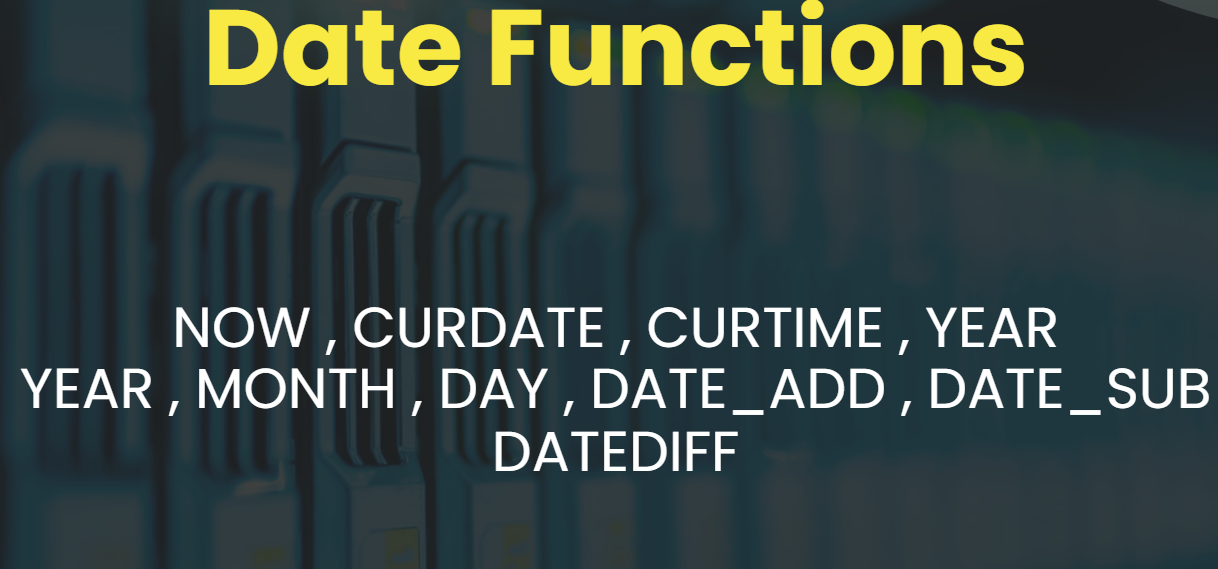 Date Functions
NOW , CURDATE , CURTIME , YEAR
YEAR , MONTH , DAY , DATE_ADD , DATE_SUB
DATEDIFF